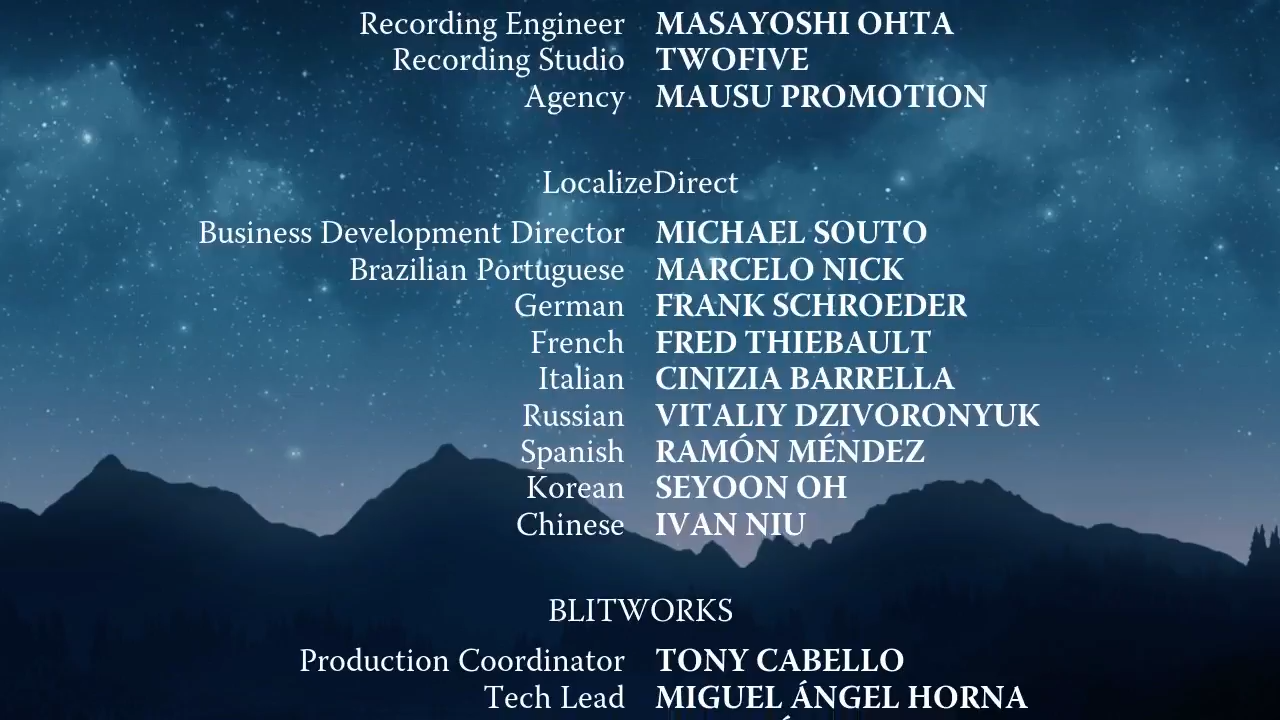 Recording Engineer MASAYOSHI OHTA
Recording Studio TWOFIVE
Agency MAUSU PROMOTION
LocalizeDirect
Business Development Director MICHAEL SOUTO
Brazilian Portuguese MARCELO NICK
German FRANK SCHROEDER
French FRED THIEBAULT
Italian CINIZIA BARRELLA
Russian VITALIY DZIVORONYUK
Spanish RAMÓN MÉNDEZ
Korean SEYOON OH
Chinese IVAN NIU
BLITWORKS
Production Coordinator TONY CABELLO
Tech Lead MIGUEL ÁNGEL HORNA